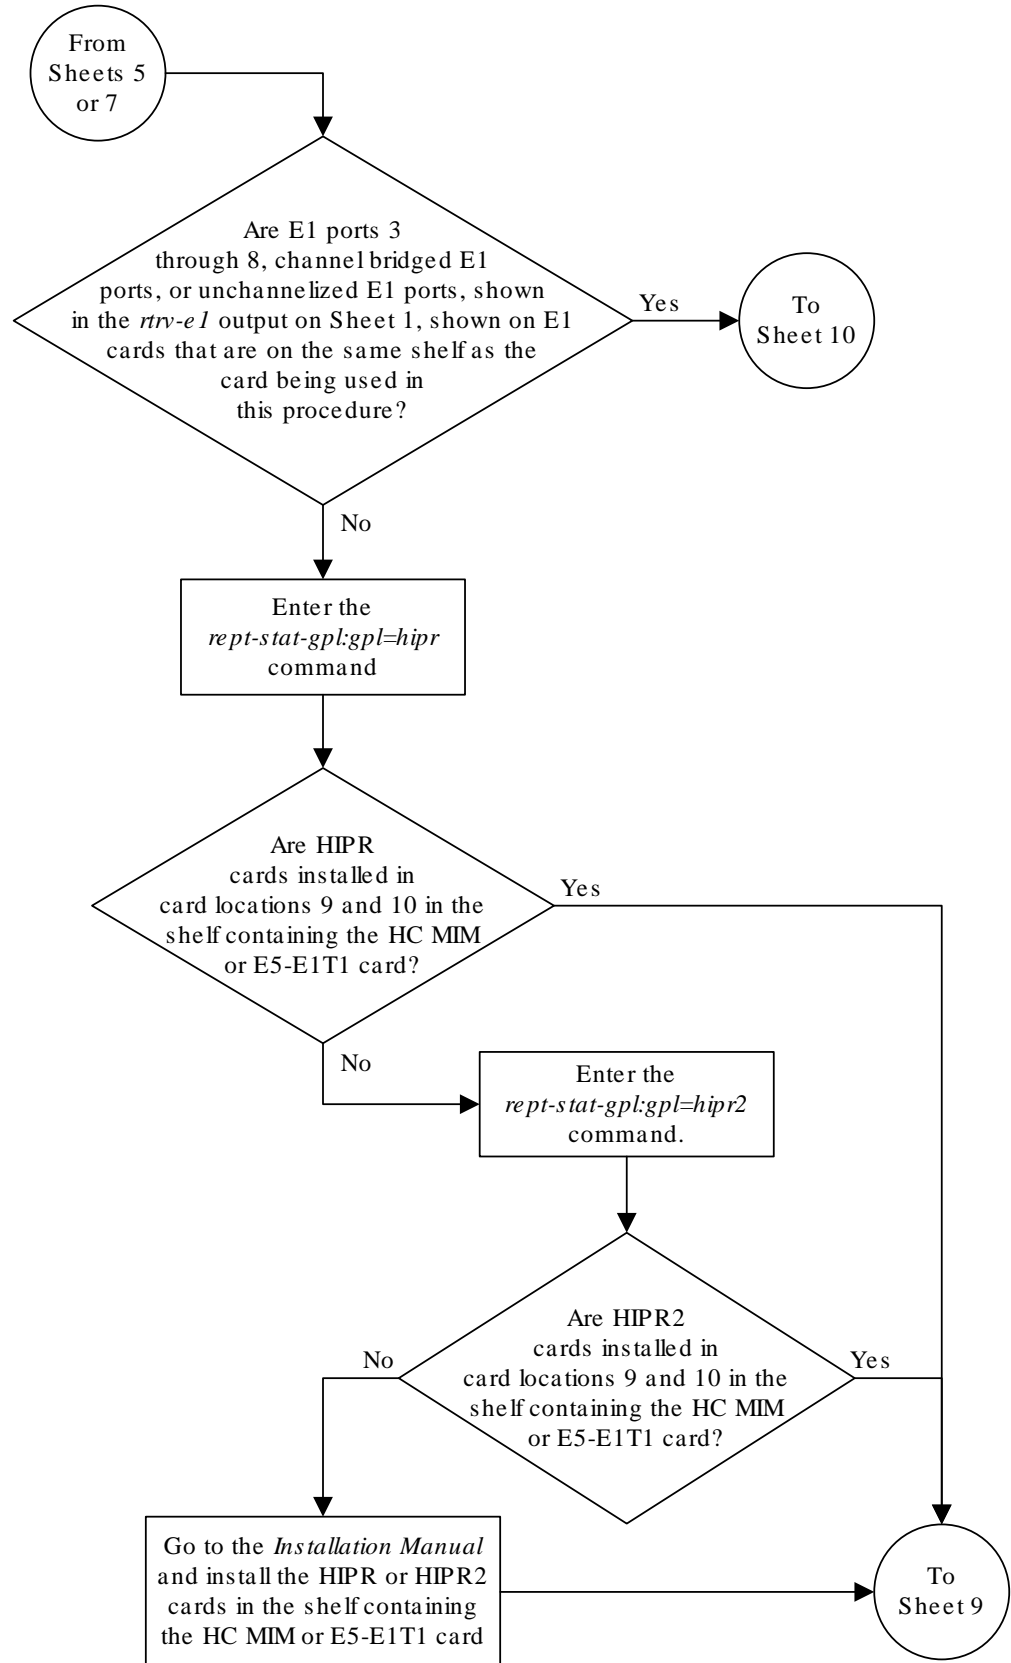 From
Sheets 5
or 7
Are E1 ports 3
through 8, channel bridged E1
ports, or unchannelized E1 ports, shown
in the rtrv-e1 output on Sheet 1, shown on E1
cards that are on the same shelf as the
card being used in
this procedure?
Yes
To
Sheet 10
No
Enter the
rept-stat-gpl:gpl=hipr
command
Are HIPR
cards installed in
card locations 9 and 10 in the
shelf containing the HC MIM
or E5-E1T1 card?
Yes
No
Enter the
rept-stat-gpl:gpl=hipr2
command.
Are HIPR2
cards installed in
card locations 9 and 10 in the
shelf containing the HC MIM
or E5-E1T1 card?
No
Yes
Go to the Installation Manual
and install the HIPR or HIPR2
cards in the shelf containing
the HC MIM or E5-E1T1 card
To
Sheet 9